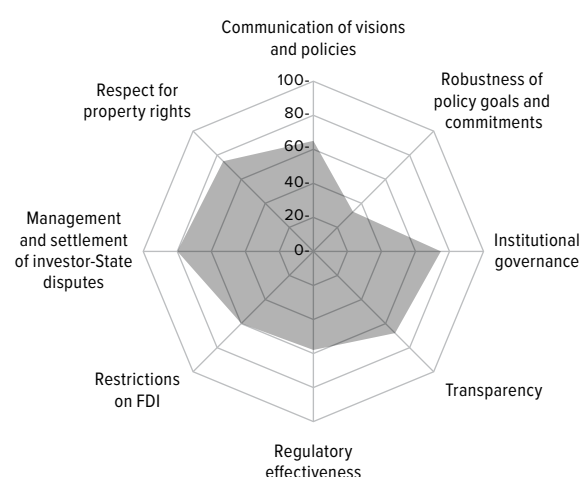 Communication of visions
and policies
Robustness of
policy goals and
commitments
Respect for
property rights
100-
80-
60-
40-
20-
0-
Institutional
governance
Management
and settlement
of investor-State
disputes
Transparency
Restrictions
on FDI
Regulatory
effectiveness